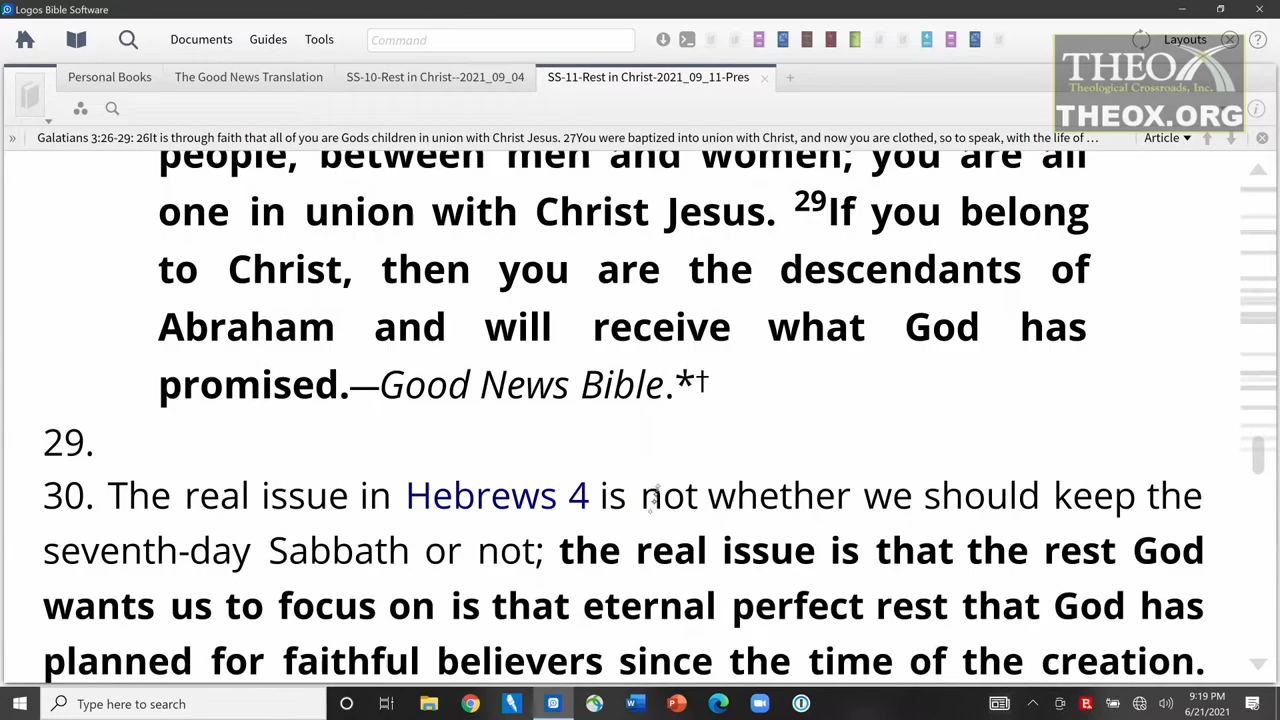 Logos Bible Software
Documents Guides Tools Command Layouts
THEOX
Theological Crossroads, Inc.
THEOX.ORG
Personal Books The Good News Translation SS-10-Rest in Christ--2021_09_04 SS-11-Rest in Christ-2021_09_11-Pres
Galatians 3:26-29: 26It is through faith that all of you are Gods children in union with Christ Jesus. 27You were baptized into union with Christ, and now you are clothed, so to speak, with the life of ... Article
people, between men and women; you are all
one in union with Christ Jesus. 29If you belong
to Christ, then you are the descendants of
Abraham and will receive what God has
promised.—Good News Bible.*†
29.
30. The real issue in Hebrews 4 is not whether we should keep the
seventh-day Sabbath or not; the real issue is that the rest God
wants us to focus on is that eternal perfect rest that God has
planned for faithful believers since the time of the creation.
Type here to search
9:19 PM
6/21/2021